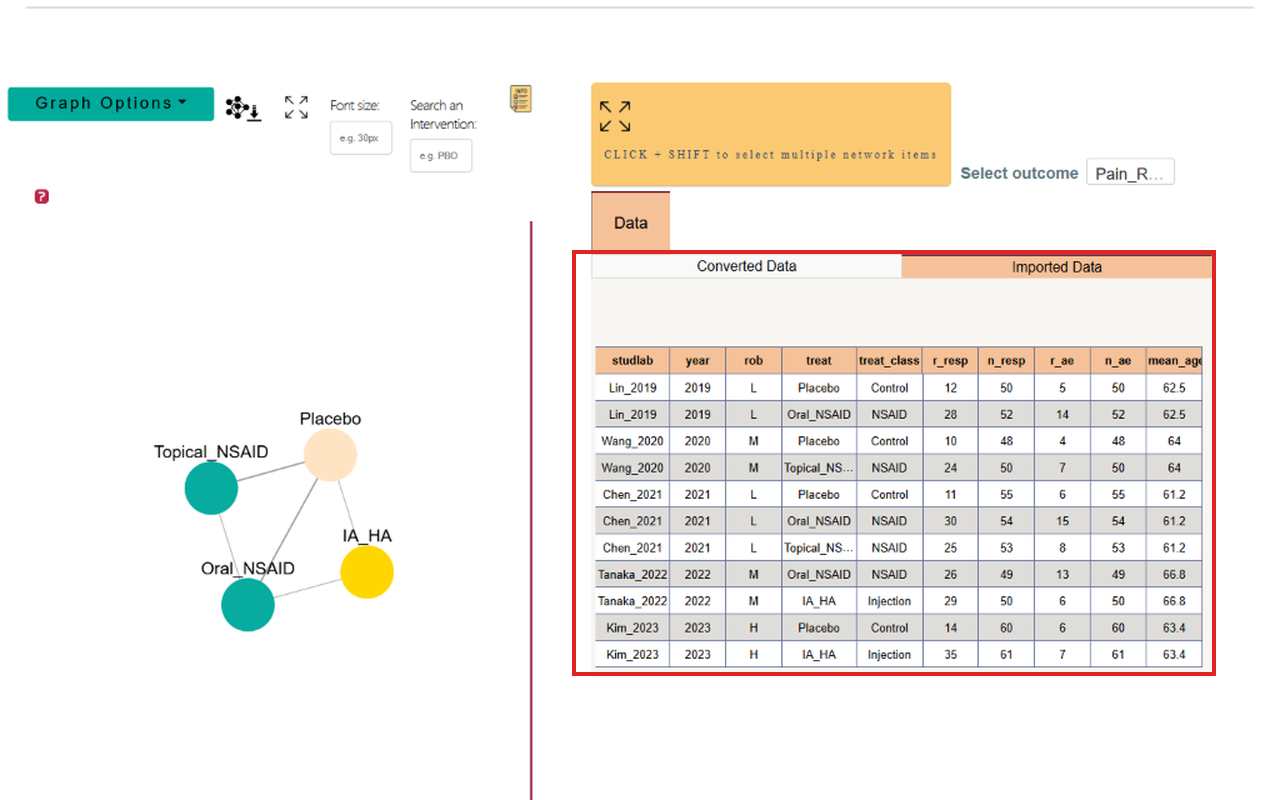 Graph Options
Font size:
e.g. 30px
Search an
Intervention:
e.g. PBO
INFO
?
CLICK + SHIFT to select multiple network items
Select outcome Pain_R...
Data
Converted Data Imported Data
studlab year rob treat treat_class r_resp n_resp r_ae n_ae mean_age
Lin_2019 2019 L Placebo Control 12 50 5 50 62.5
Lin_2019 2019 L Oral_NSAID NSAID 28 52 14 52 62.5
Wang_2020 2020 M Placebo Control 10 48 4 48 64
Wang_2020 2020 M Topical_NS... NSAID 24 50 7 50 64
Chen_2021 2021 L Placebo Control 11 55 6 55 61.2
Chen_2021 2021 L Oral_NSAID NSAID 30 54 15 54 61.2
Chen_2021 2021 L Topical_NS... NSAID 25 53 8 53 61.2
Tanaka_2022 2022 M Oral_NSAID NSAID 26 49 13 49 66.8
Tanaka_2022 2022 M IA_HA Injection 29 50 6 50 66.8
Kim_2023 2023 H Placebo Control 14 60 6 60 63.4
Kim_2023 2023 H IA_HA Injection 35 61 7 61 63.4
Placebo
Topical_NSAID
IA_HA
Oral_NSAID